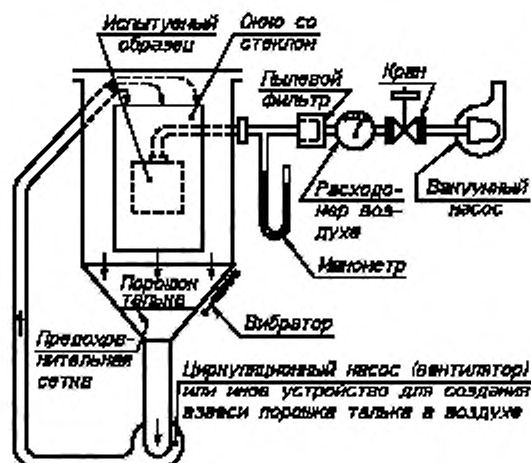 Испытуемый
образец
Окно со
стеклом
Пылевой
фильтр
Кран
Расходо-
мер воз-
духа
Вакуумный
насос
Манометр
Порошок
талька
Вибратор
Предохра-
нительная
сетка
Циркуляционный насос (вентилятор)
или иное устройство для создания
взвеси порошка талька в воздухе